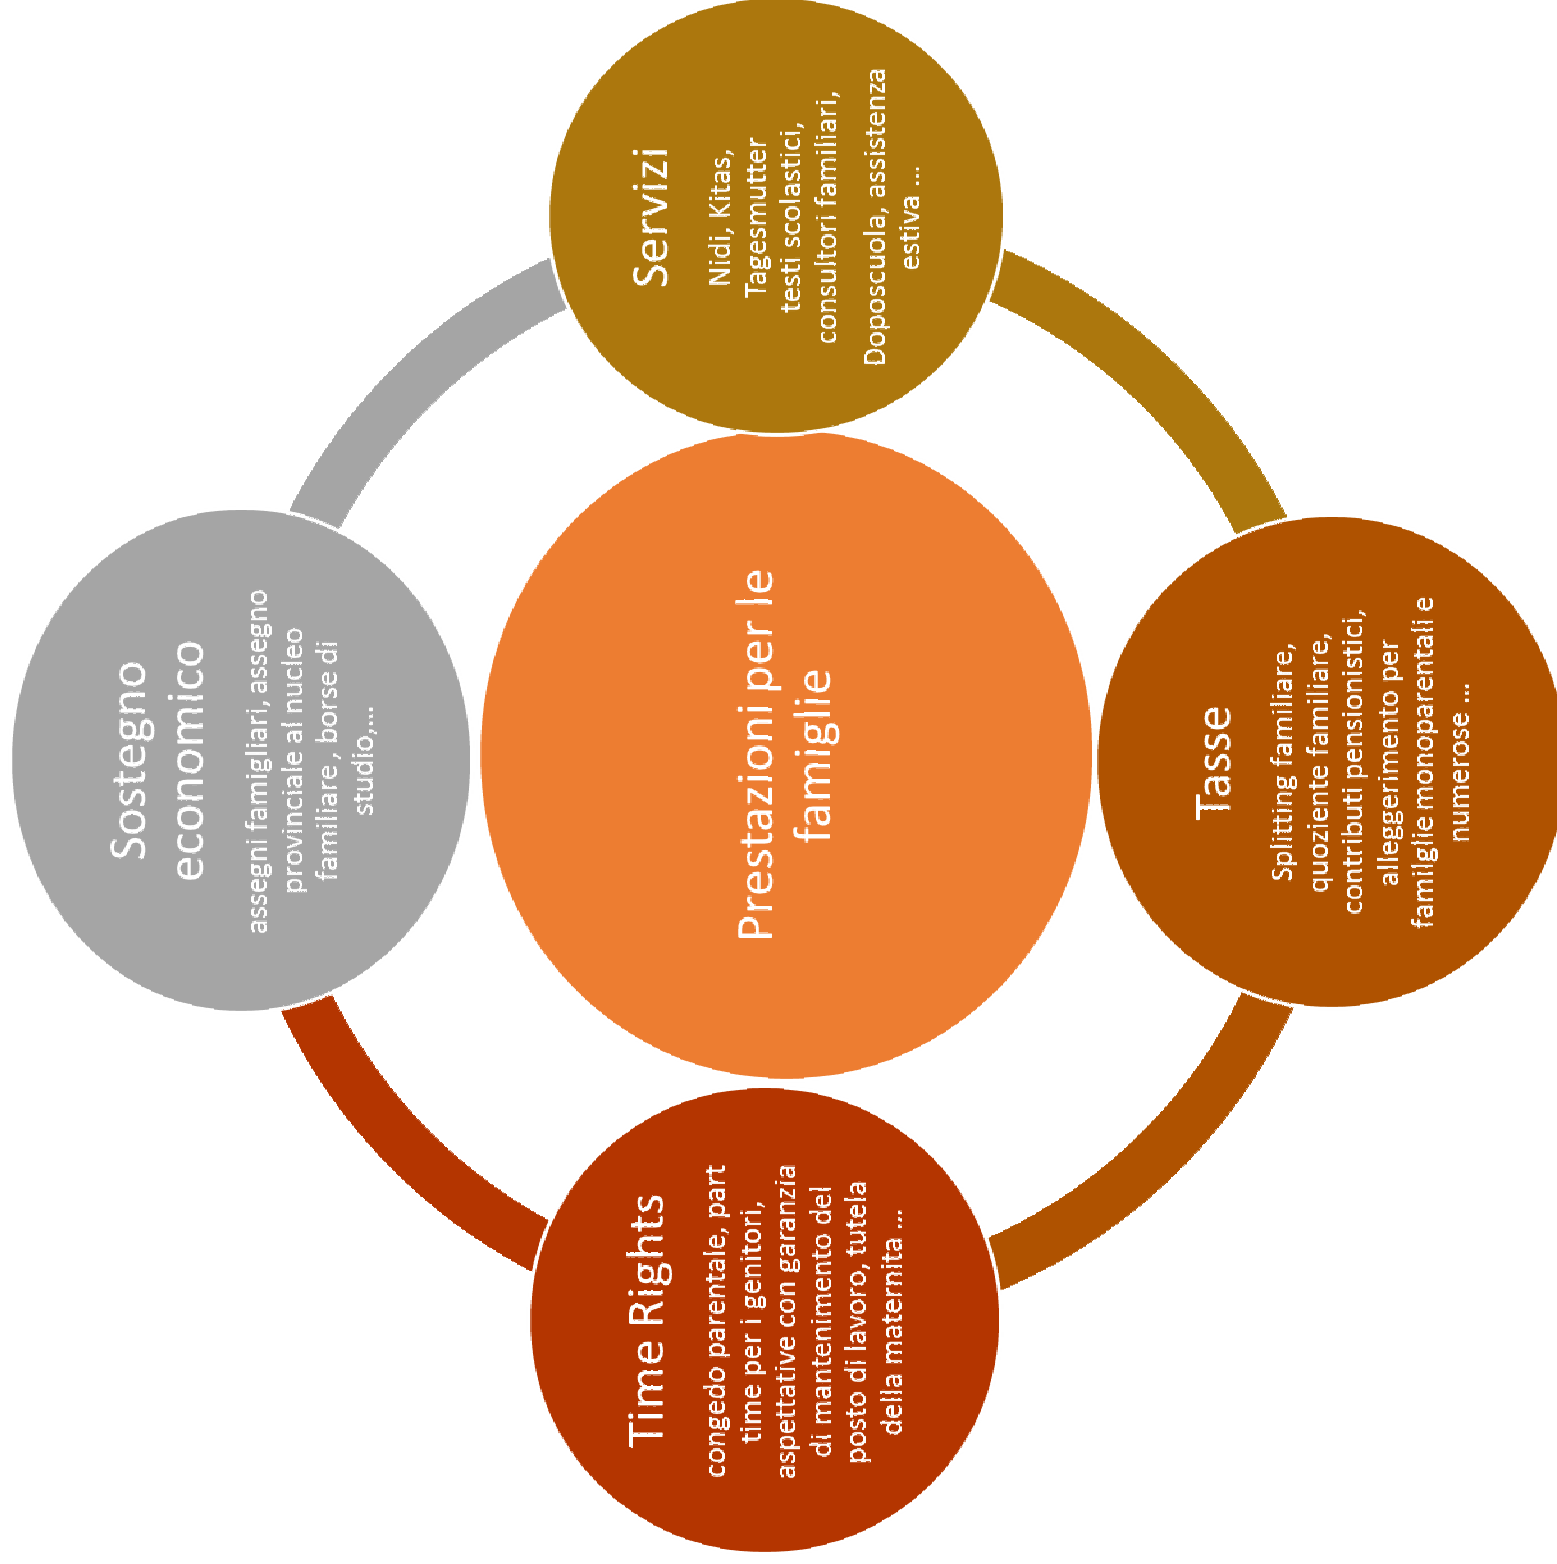 Sostegno
economico
assegni famigliari, assegno
provinciale al nucleo
familiare , borse di
studio,...
Servizi
Nidi, Kitas,
Tagesmutter
testi scolastici,
consultori familiari,
Doposcuola, assistenza
estiva ...
Prestazioni per le
famiglie
Tasse
Splitting familiare,
quoziente familiare,
contributi pensionistici,
alleggerimento per
familglie monoparentali e
numerose ...
Time Rights
congedo parentale, part
time per i genitori,
aspettative con garanzia
di mantenimento del
posto di lavoro, tutela
della maternita ...